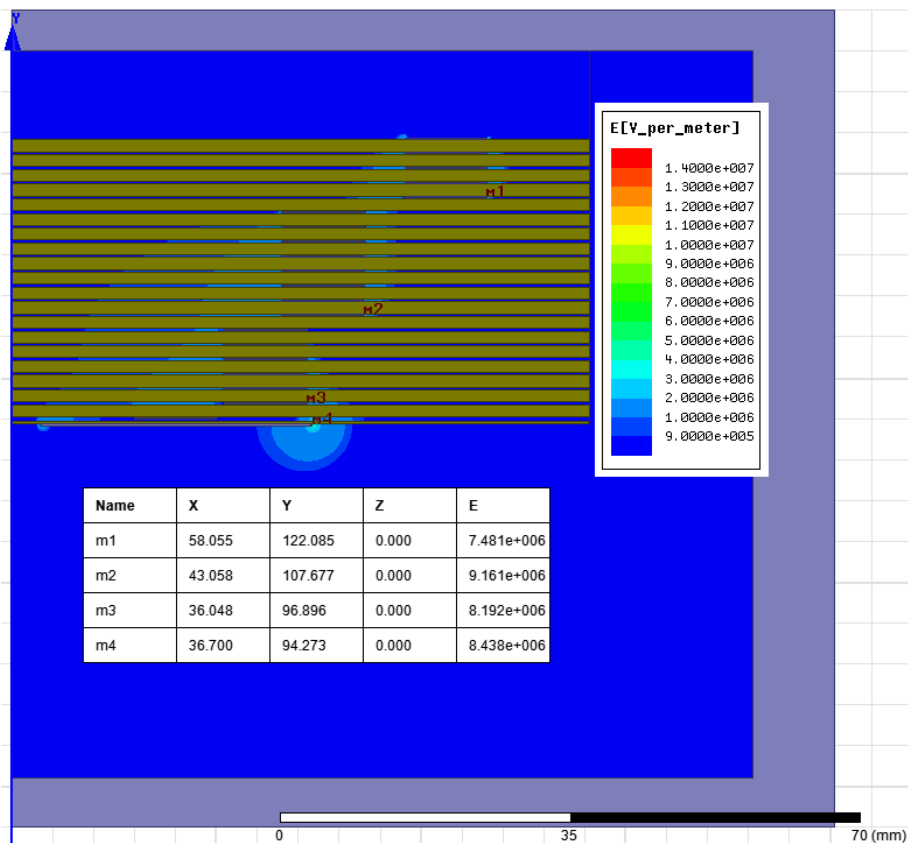 Y
E[V_per_meter]
1.4000e+007
1.3000e+007
1.2000e+007
1.1000e+007
1.0000e+007
9.0000e+006
8.0000e+006
7.0000e+006
6.0000e+006
5.0000e+006
4.0000e+006
3.0000e+006
2.0000e+006
1.0000e+006
9.0000e+005
m1
m2
m3
m4
Name X Y Z E
m1 58.055 122.085 0.000 7.481e+006
m2 43.058 107.677 0.000 9.161e+006
m3 36.048 96.896 0.000 8.192e+006
m4 36.700 94.273 0.000 8.438e+006
0 35 70 (mm)